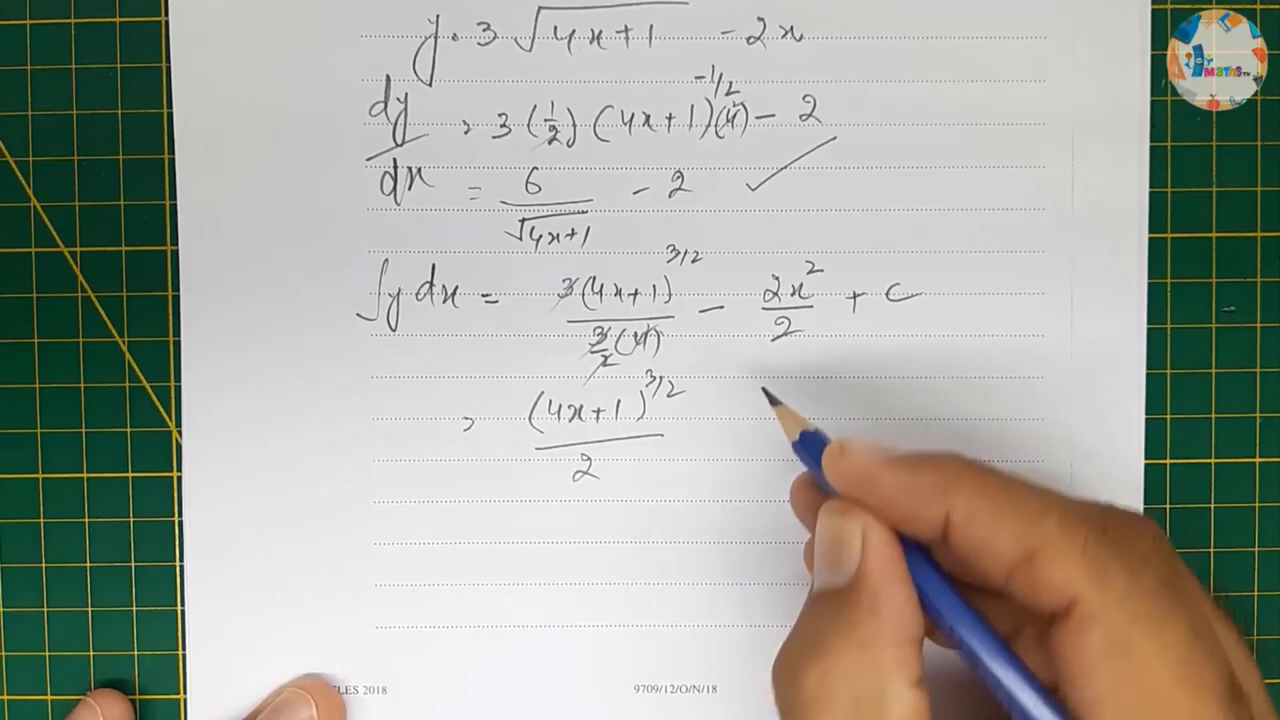 y = 3 √(4x+1) - 2x
dy/dx = 3 (1/2) (4x+1)^(-1/2) (4) - 2
= 6/√(4x+1) - 2 ✓
∫y dx = 3(4x+1)^(3/2) / (3/2 (4)) - 2x²/2 + c
= (4x+1)^(3/2) / 2
LES 2018 9709/12/O/N/18
MATHS TV